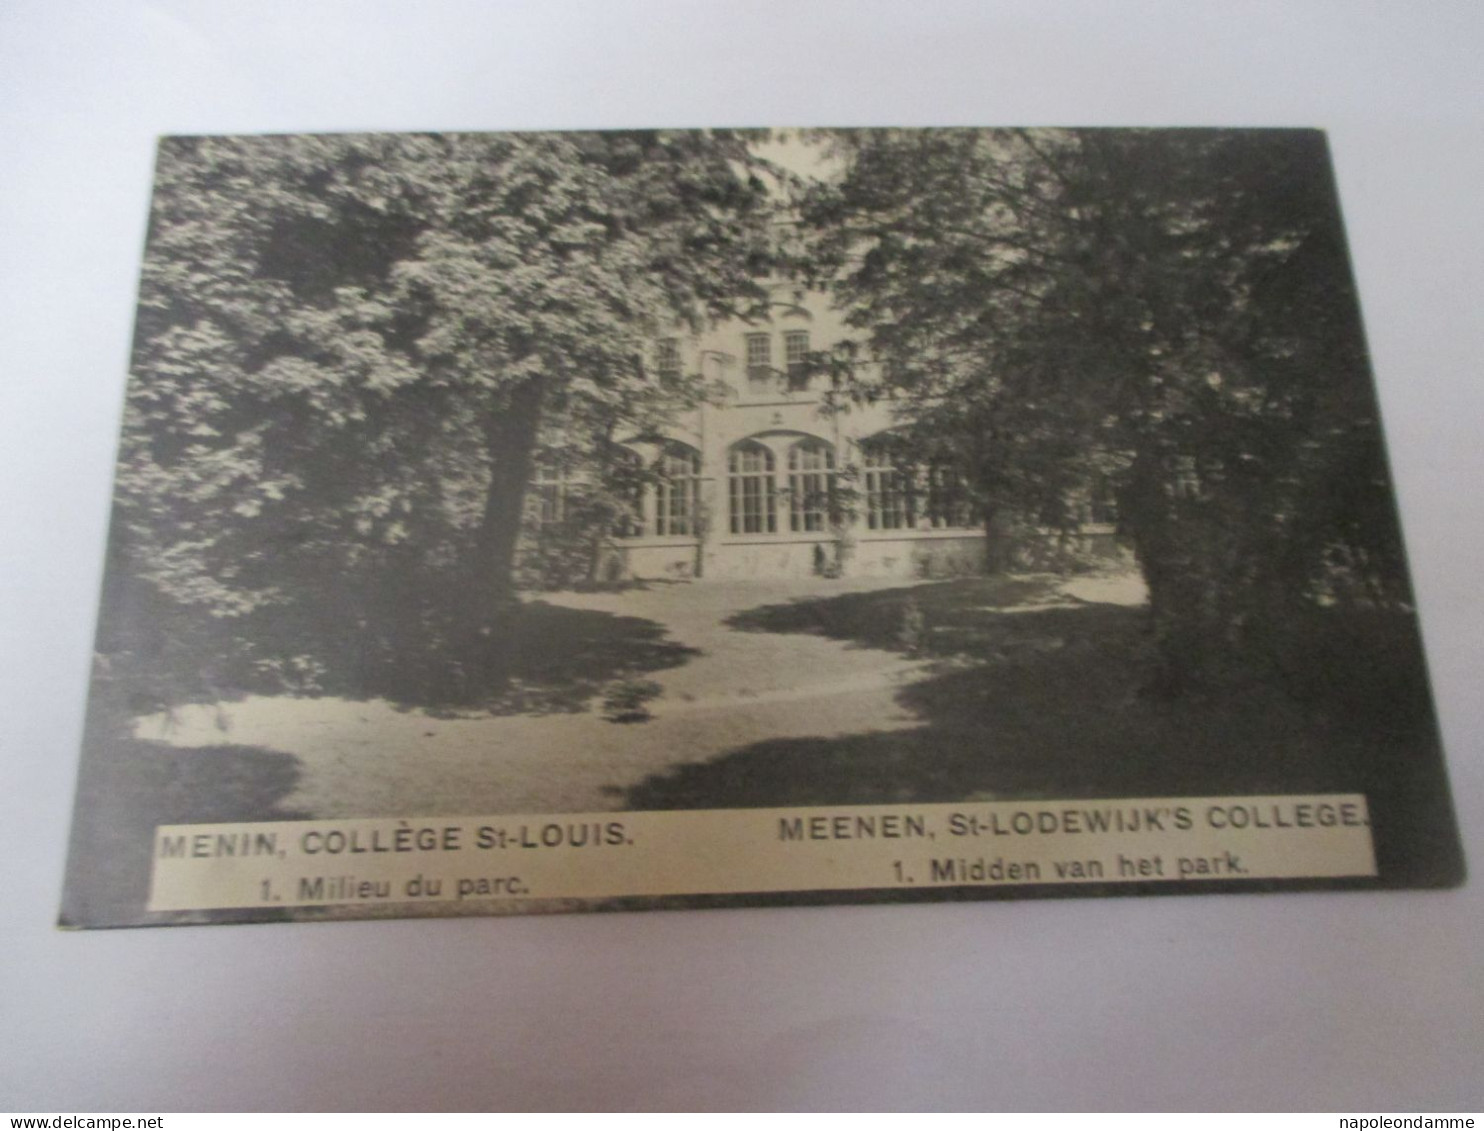 MENIN, COLLÈGE St-LOUIS.
1. Milieu du parc.
MEENEN, St-LODEWIJK'S COLLEGE.
1. Midden van het park.
www.delcampe.net
napoleondamme